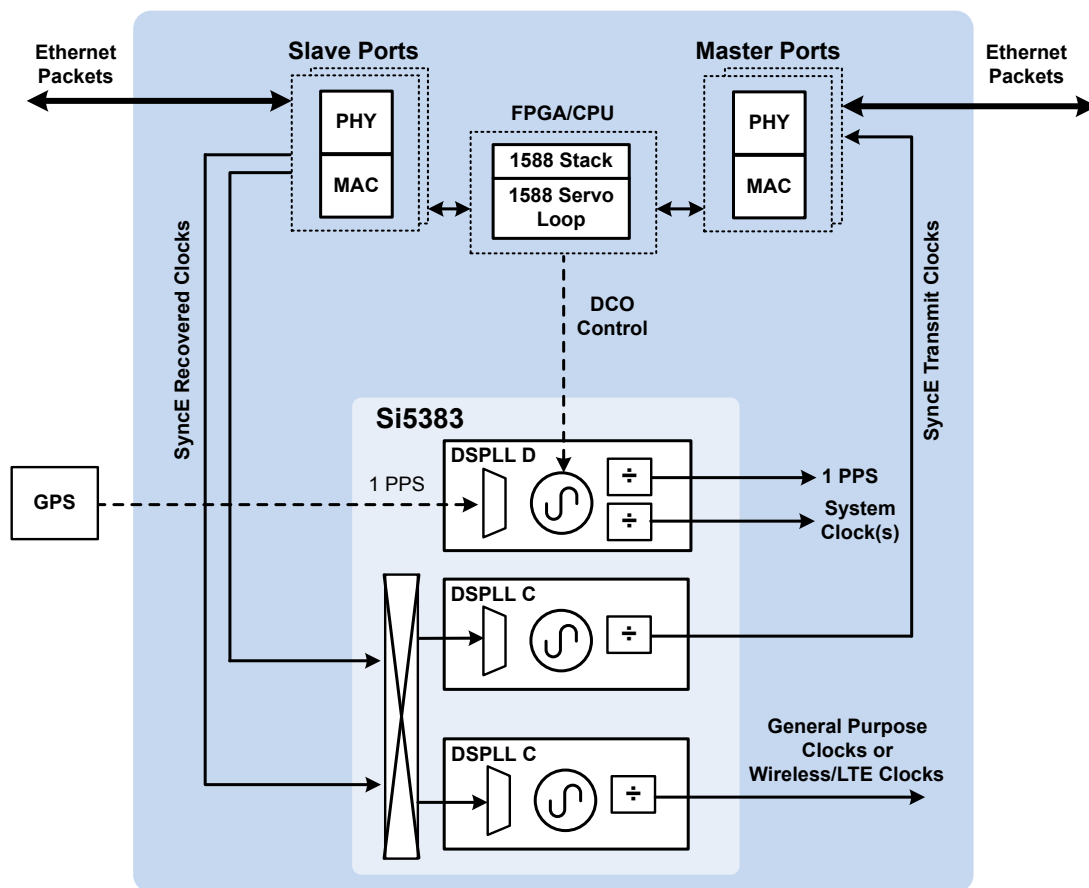 Ethernet
Packets
Slave Ports
Master Ports
Ethernet
Packets
PHY
MAC
FPGA/CPU
1588 Stack
1588 Servo
Loop
PHY
MAC
SyncE Recovered Clocks
DCO
Control
SyncE Transmit Clocks
Si5383
GPS
1 PPS
DSPLL D
÷
÷
1 PPS
System
Clock(s)
DSPLL C
÷
DSPLL C
÷
General Purpose
Clocks or
Wireless/LTE Clocks